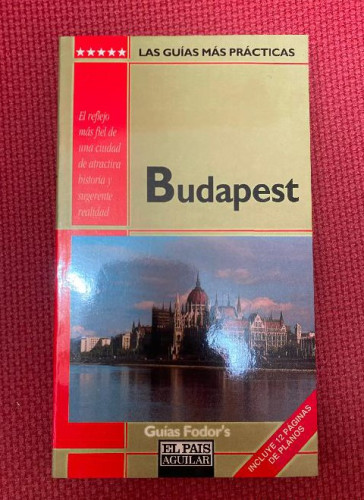 ★★★★★
LAS GUÍAS MÁS PRÁCTICAS
El reflejo
más fiel de
una ciudad
de atractiva
historia y
sugerente
realidad
Budapest
Guías Fodor's
EL PAIS
AGUILAR
INCLUYE 12 PAGINAS
DE PLANOS